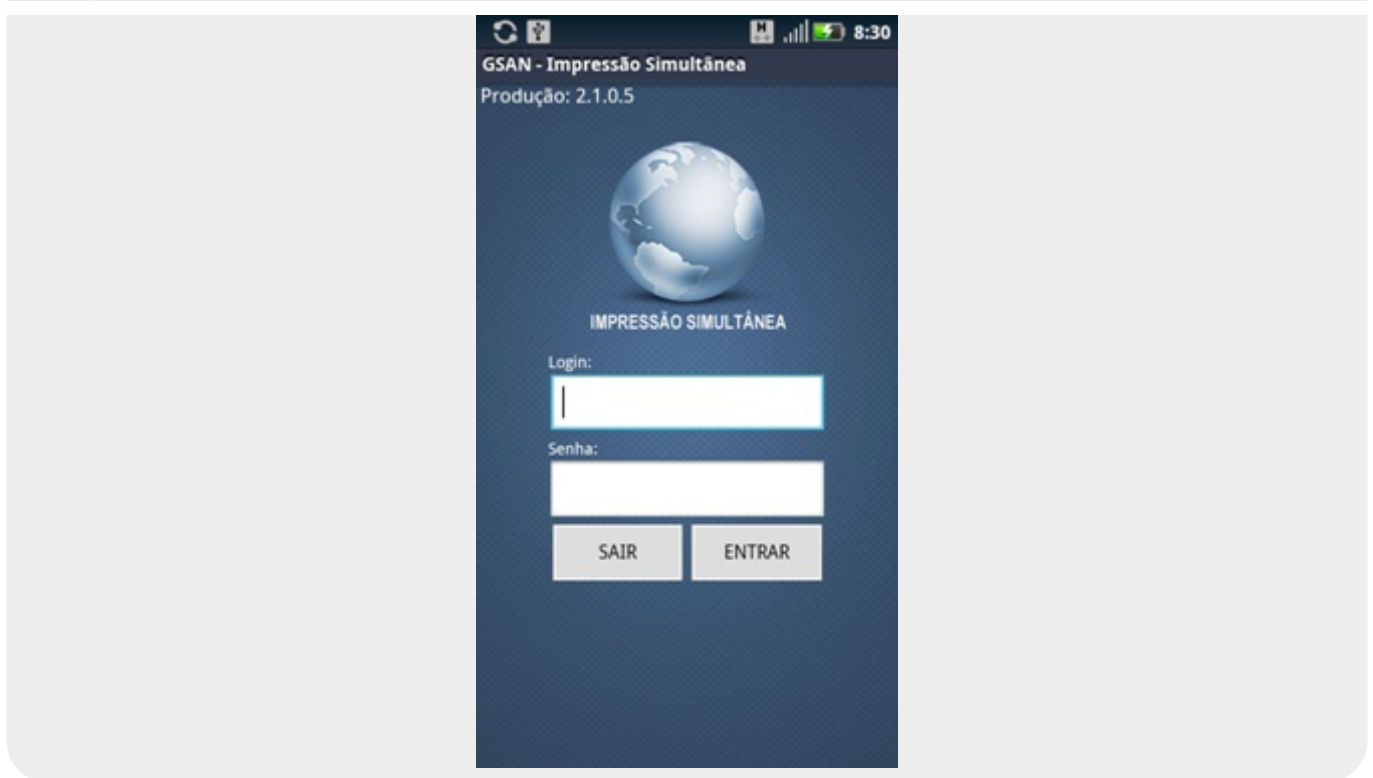 8:30
GSAN - Impressão Simultânea
Produção: 2.1.0.5
IMPRESSÃO SIMULTÂNEA
Login:
Senha:
SAIR ENTRAR